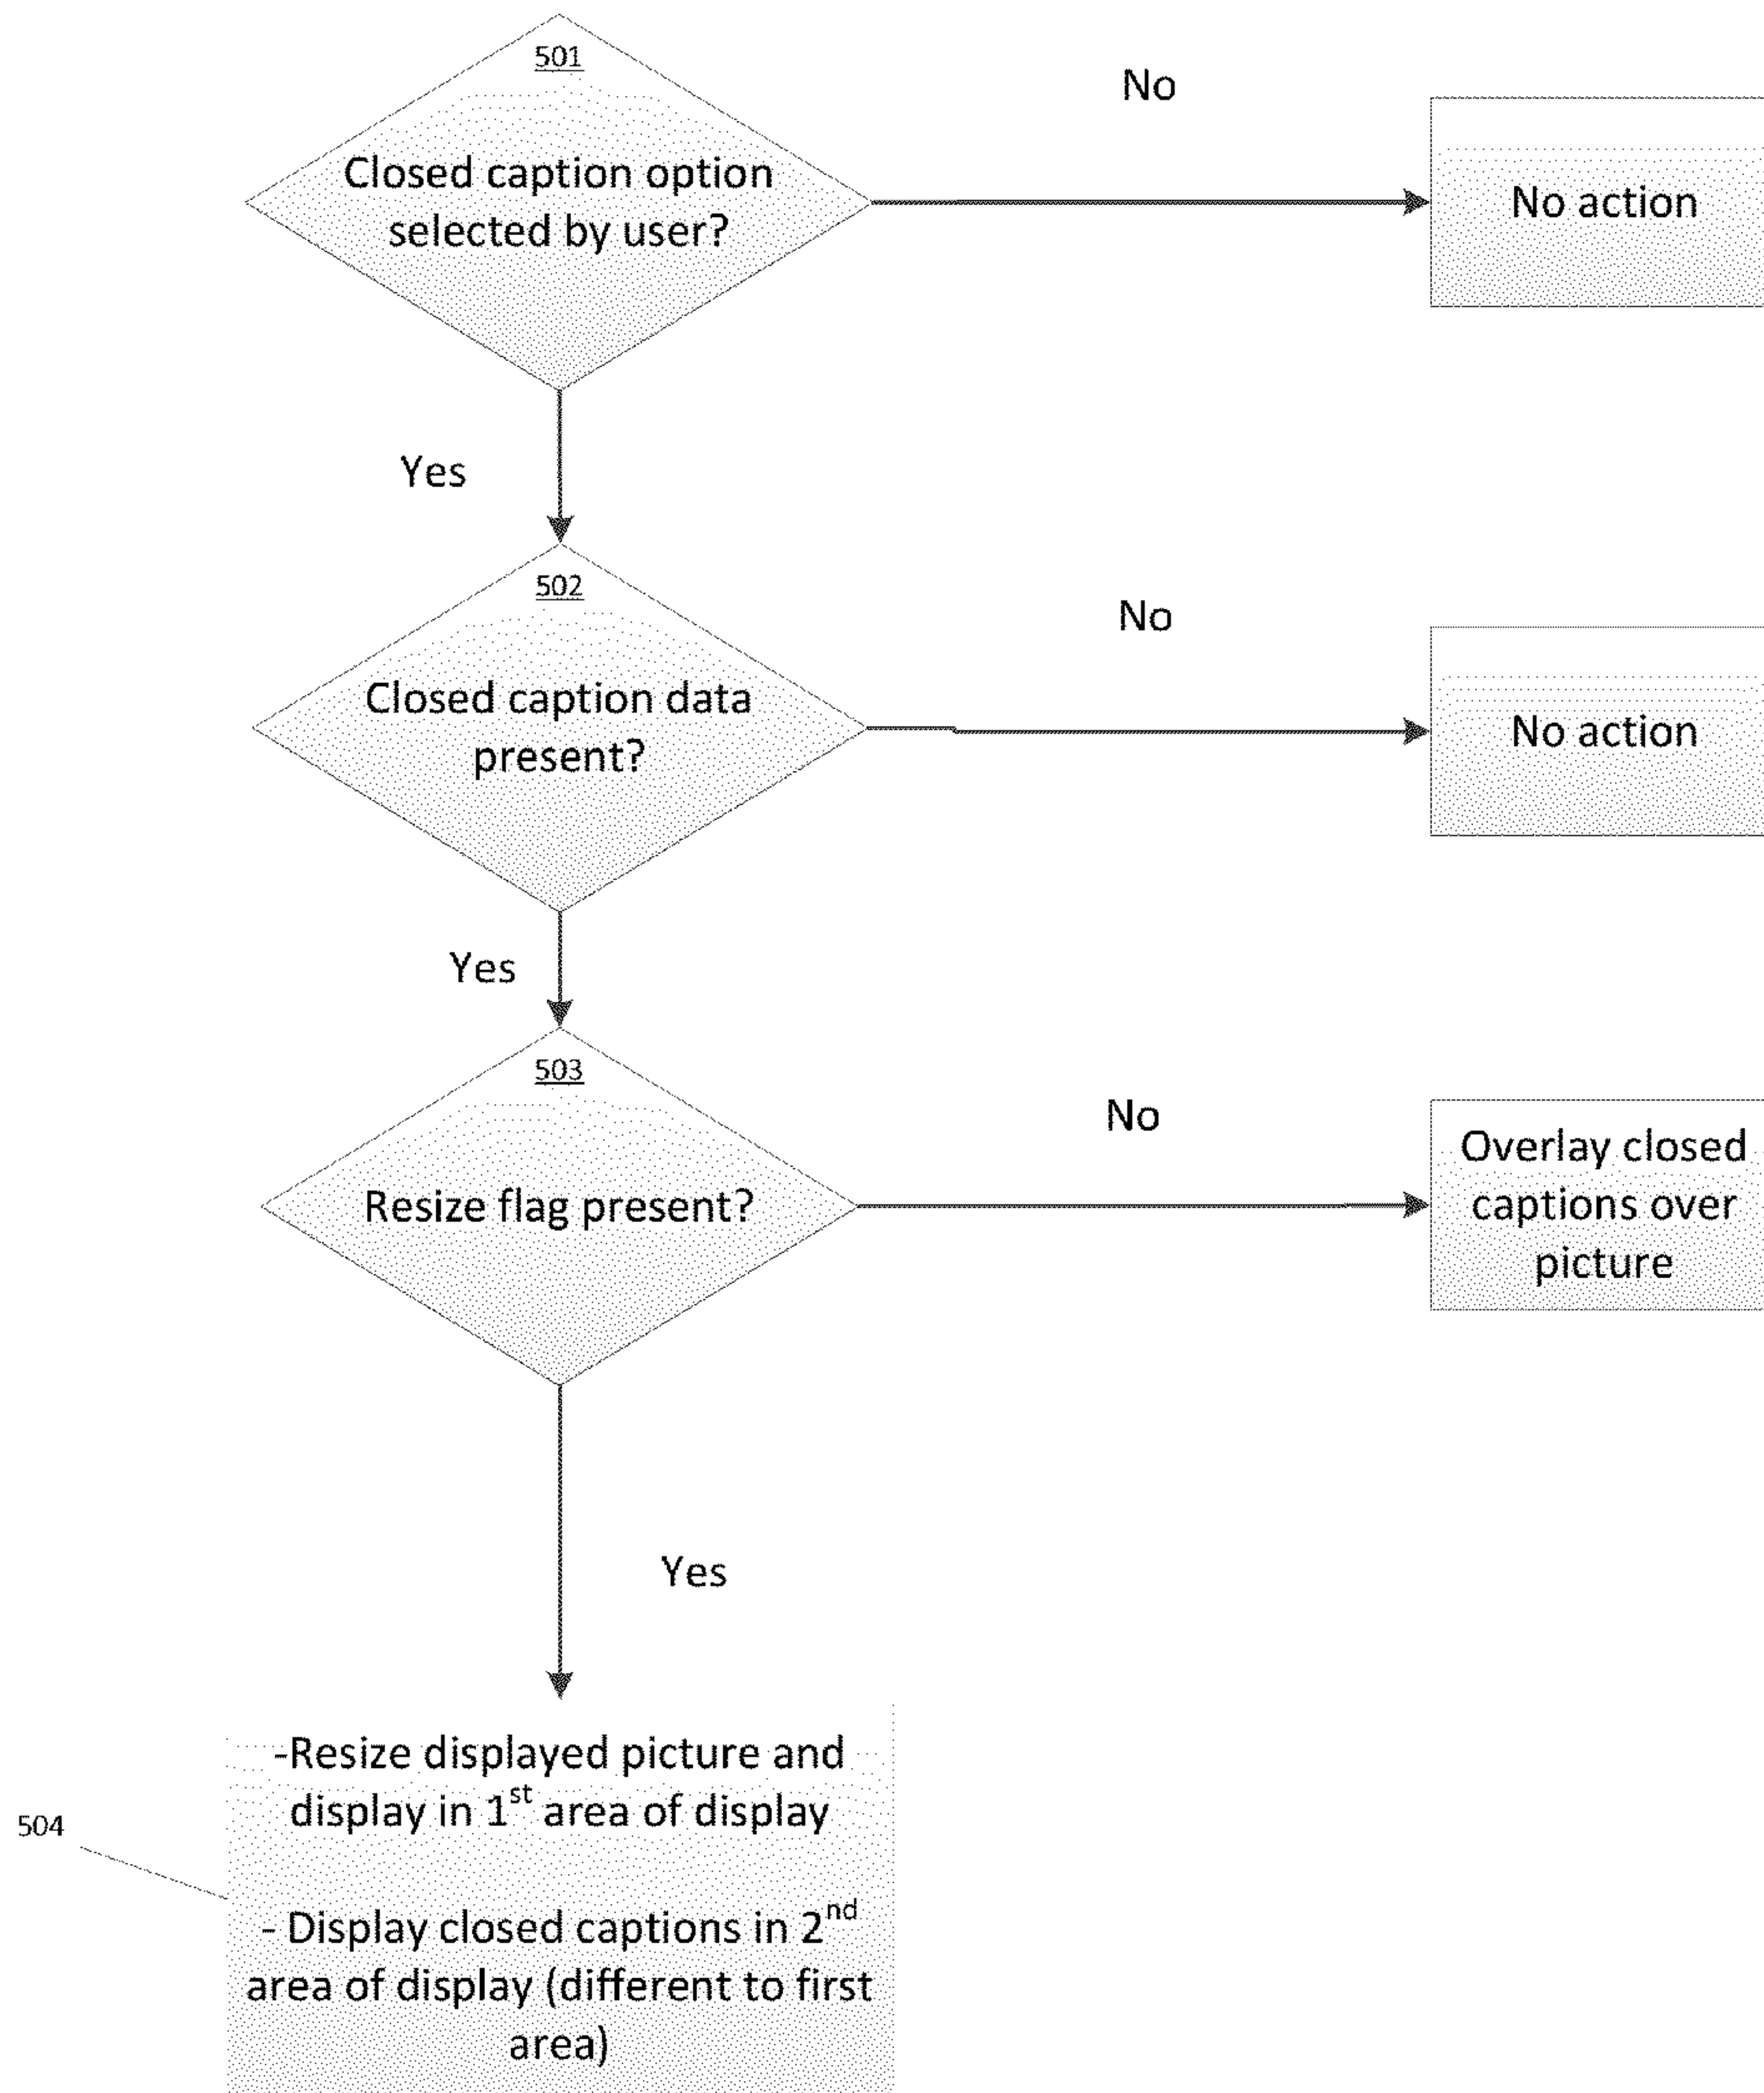 501
Closed caption option
selected by user?
No
No action
Yes
502
Closed caption data
present?
No
No action
Yes
503
Resize flag present?
No
Overlay closed
captions over
picture
Yes
504
-Resize displayed picture and
display in 1st area of display
- Display closed captions in 2nd
area of display (different to first
area)